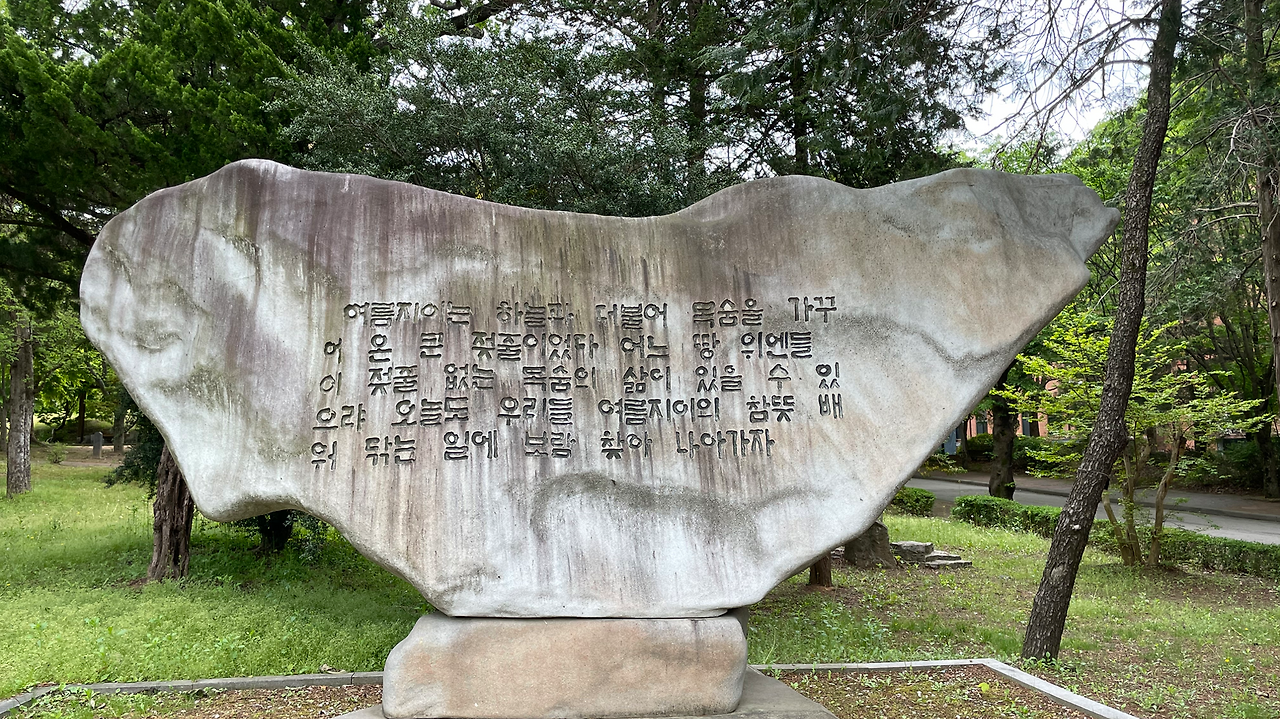 여름지이는 하늘과 더불어 목숨을 가꾸
어 온 큰 젖줄이었다 어느 땅 위엔들
이 젖줄 없는 목숨의 삶이 있을 수 있
으랴 오늘도 우리들 여름지이의 참뜻 배
워 닦는 일에 보람 찾아 나아가자